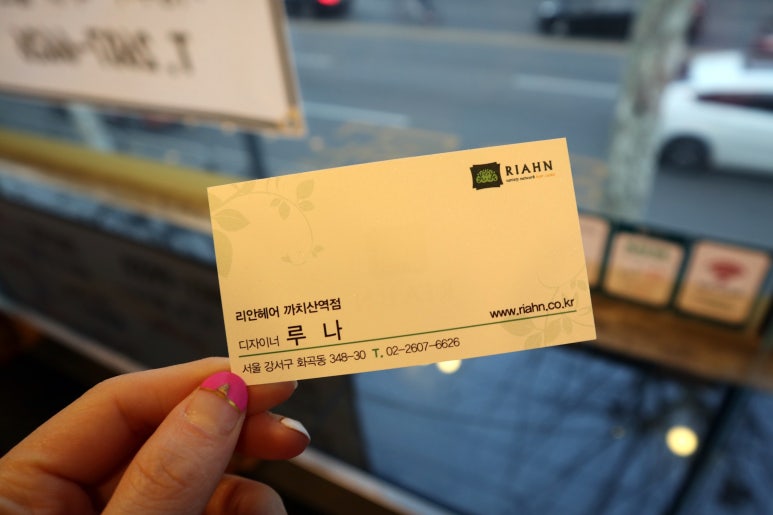 RIAHN
리안헤어 까치산역점
www.riahn.co.kr
디자이너 루 나
서울 강서구 화곡동 348-30 T. 02-2607-6626